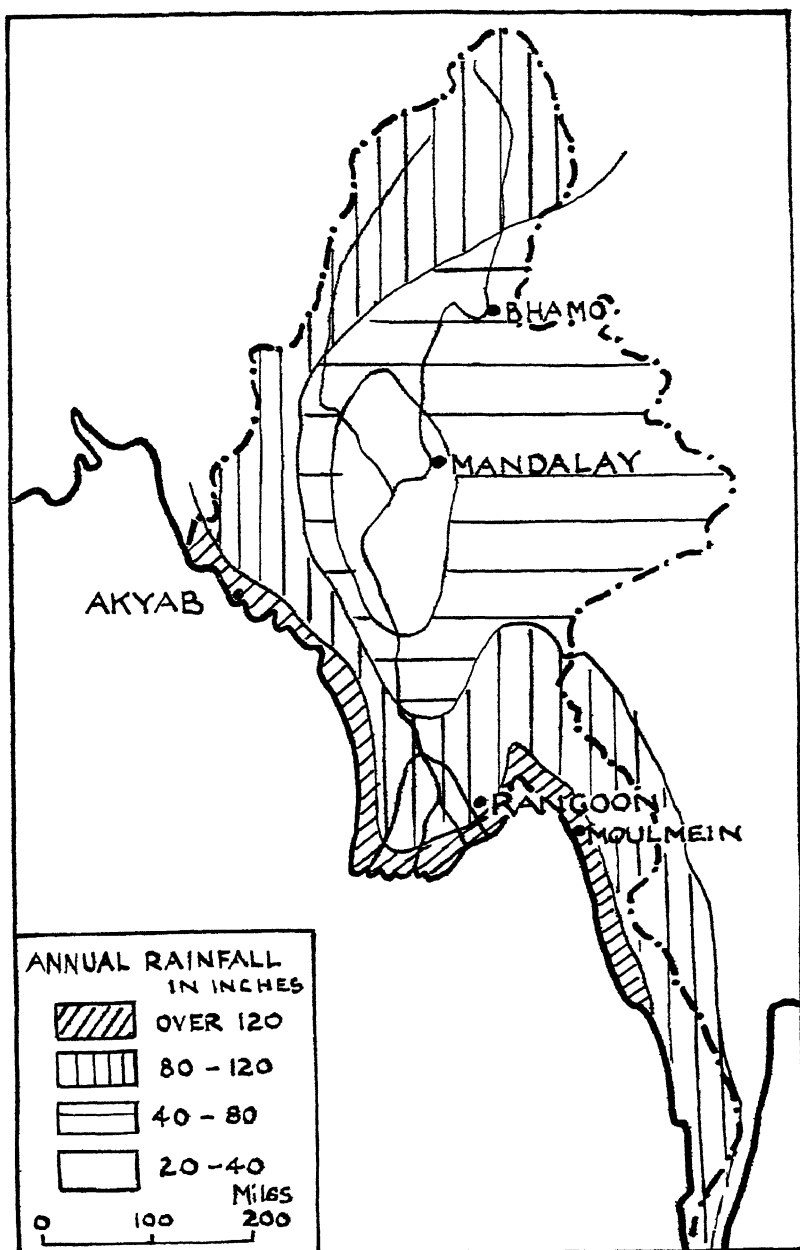 BHAMO
MANDALAY
AKYAB
RANGOON
MOULMEIN
ANNUAL RAINFALL
IN INCHES
OVER 120
80 - 120
40 - 80
20 - 40
Miles
0 100 200